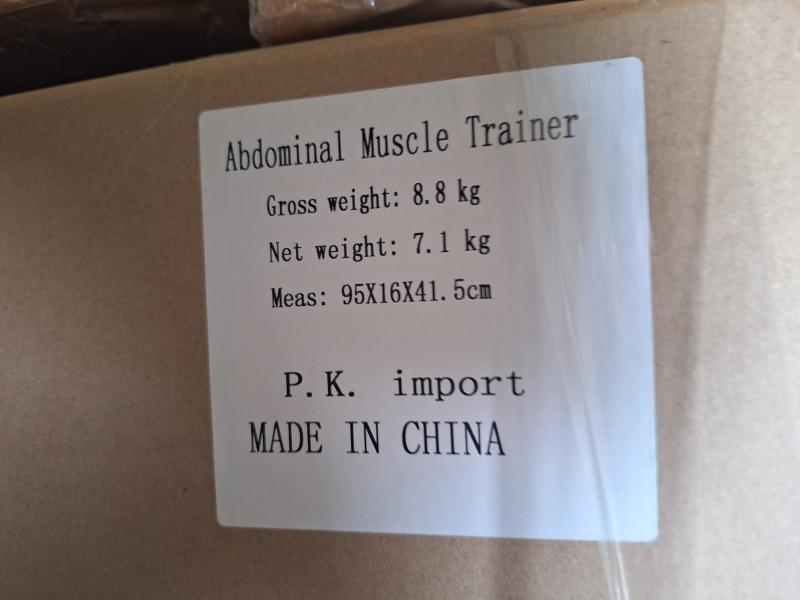 Abdominal Muscle Trainer
Gross weight: 8.8 kg
Net weight: 7.1 kg
Meas: 95X16X41.5cm
P.K. import
MADE IN CHINA